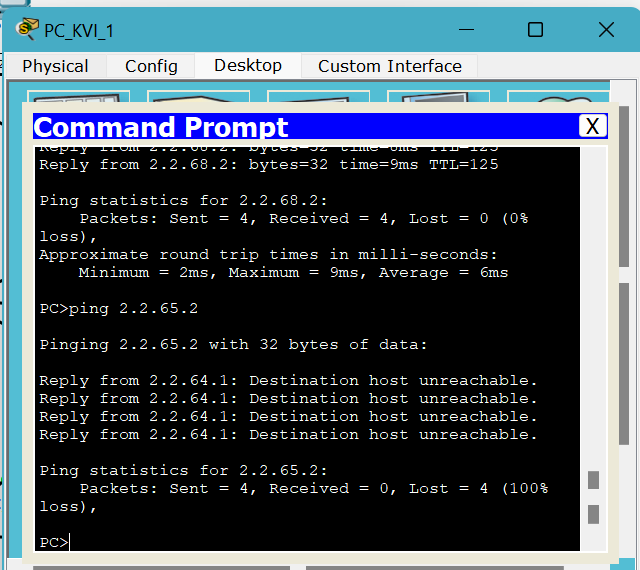 PC_KVI_1
Physical Config Desktop Custom Interface
Command Prompt X
Reply from 2.2.68.2: bytes=32 time=6ms TTL=125
Reply from 2.2.68.2: bytes=32 time=9ms TTL=125
Ping statistics for 2.2.68.2:
Packets: Sent = 4, Received = 4, Lost = 0 (0%
loss),
Approximate round trip times in milli-seconds:
Minimum = 2ms, Maximum = 9ms, Average = 6ms
PC>ping 2.2.65.2
Pinging 2.2.65.2 with 32 bytes of data:
Reply from 2.2.64.1: Destination host unreachable.
Reply from 2.2.64.1: Destination host unreachable.
Reply from 2.2.64.1: Destination host unreachable.
Reply from 2.2.64.1: Destination host unreachable.
Ping statistics for 2.2.65.2:
Packets: Sent = 4, Received = 0, Lost = 4 (100%
loss),
PC>